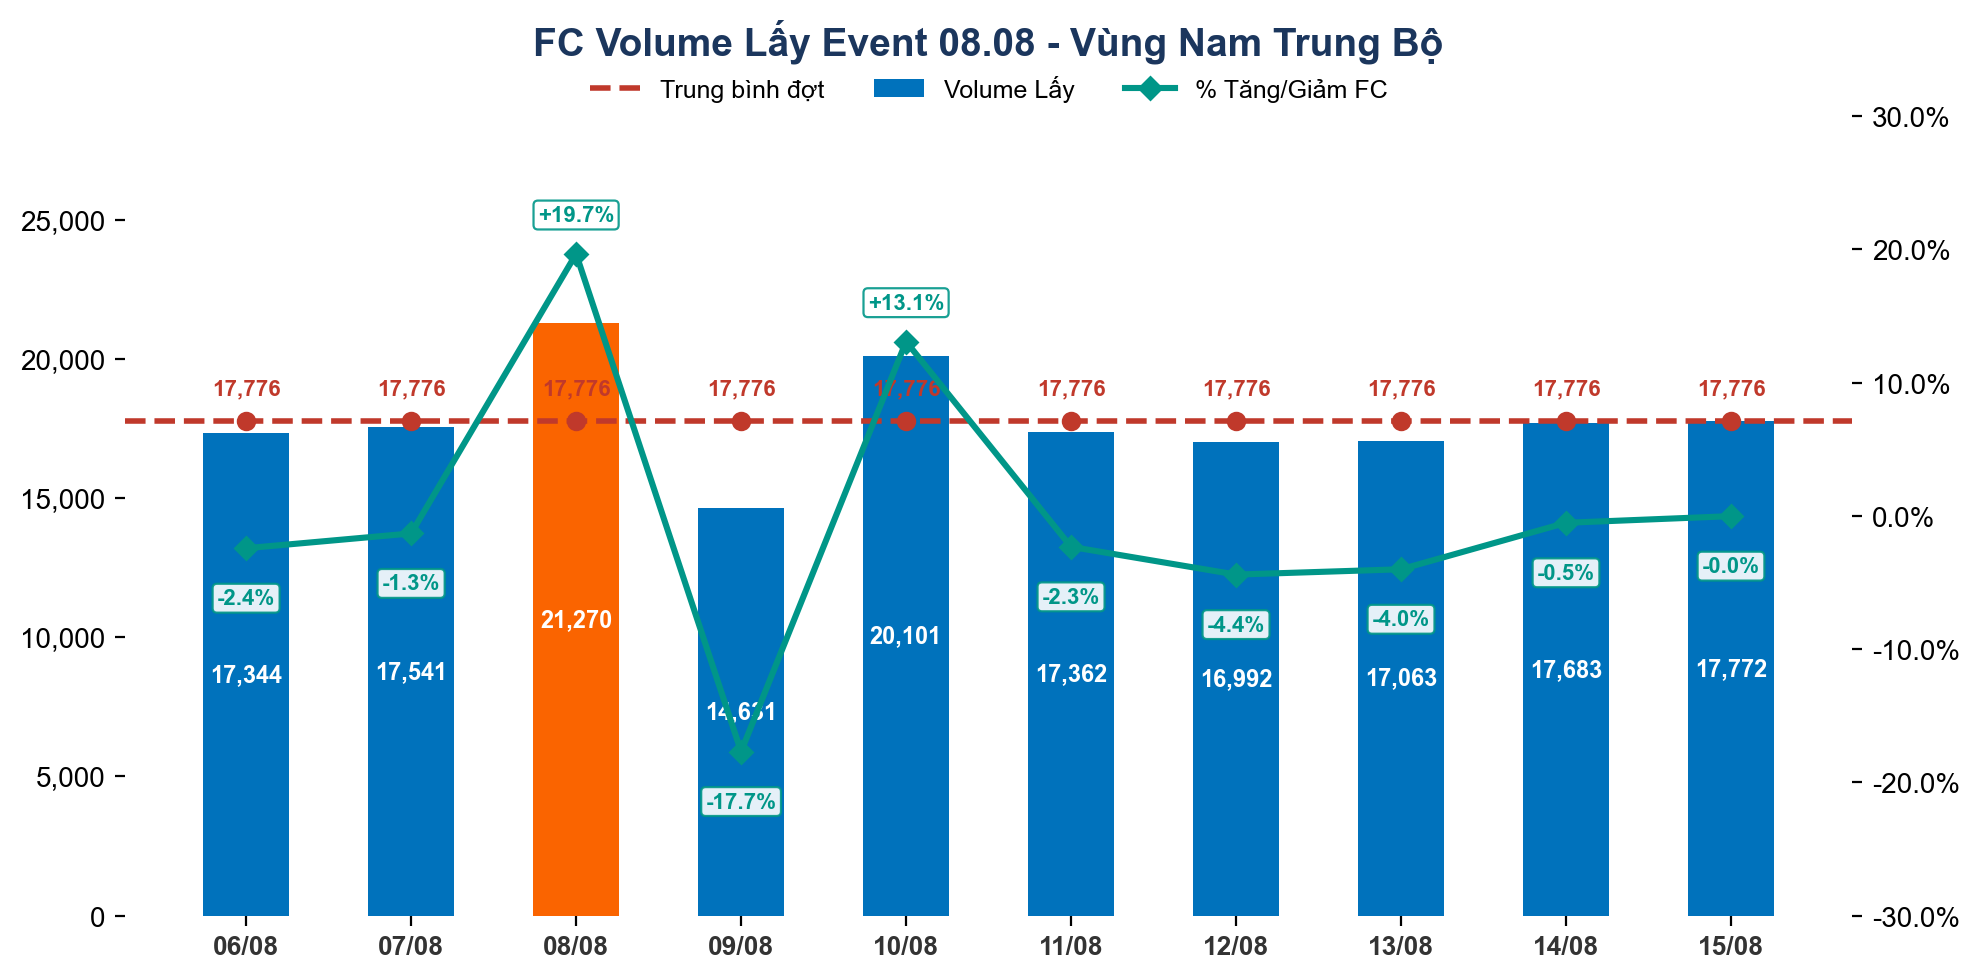 FC Volume Lấy Event 08.08 - Vùng Nam Trung Bộ
Trung bình đợt Volume Lấy % Tăng/Giảm FC
30.0%
+19.7%
25,000
20.0%
+13.1%
20,000
17,776 17,776 17,776 17,776 17,776 17,776 17,776 17,776 17,776 17,776
10.0%
15,000
0.0%
-2.4% -1.3% -2.3% -4.4% -4.0% -0.5% -0.0%
10,000
-10.0%
17,344 17,541 21,270 14,631 20,101 17,362 16,992 17,063 17,683 17,772
5,000
-20.0%
-17.7%
0
-30.0%
06/08 07/08 08/08 09/08 10/08 11/08 12/08 13/08 14/08 15/08